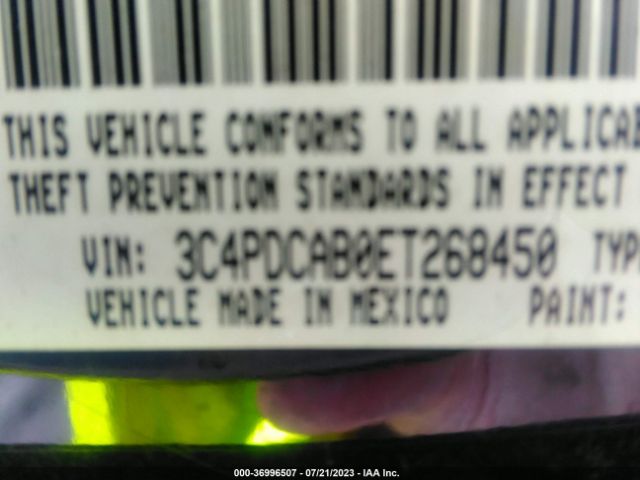 THIS VEHICLE CONFORMS TO ALL APPLICAB
THEFT PREVENTION STANDARDS IN EFFECT
VIN: 3C4PDCAB0ET268450 TYP
VEHICLE MADE IN MEXICO PAINT:
000-36996507 - 07/21/2023 - IAA Inc.